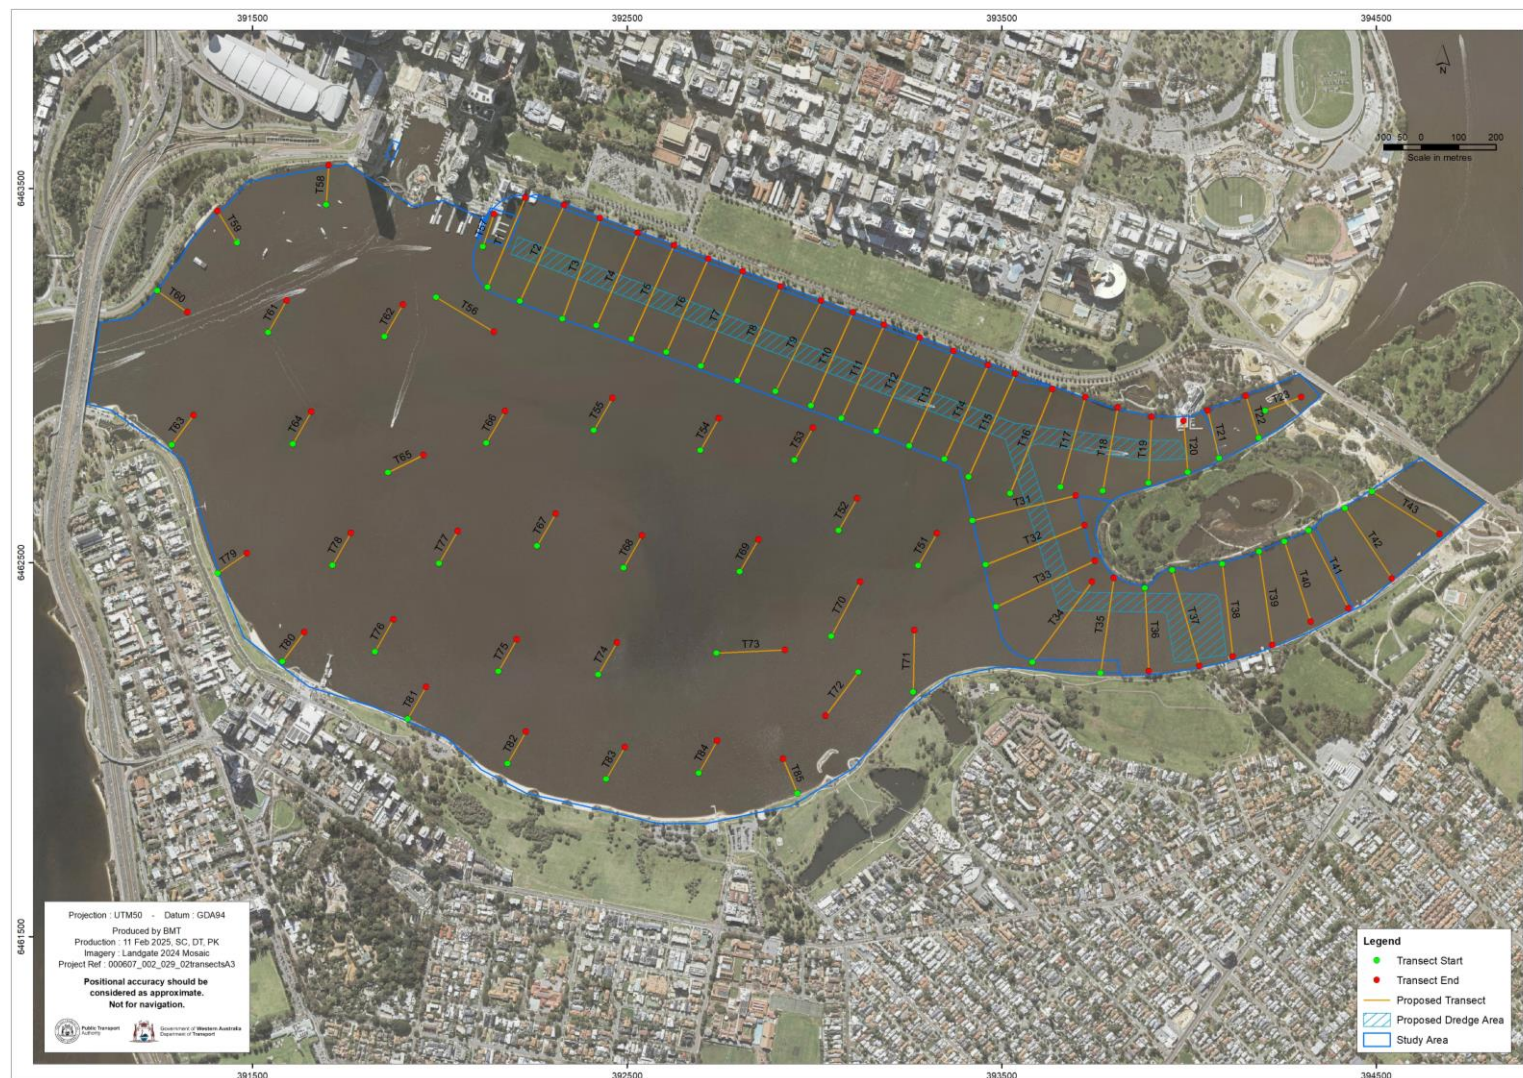 391500 392500 393500 394500
N
100 50 0 100 200
Scale in metres
6463500
6462500
6461500
T58
T59
T57
T1
T2
T3
T4
T5
T6
T7
T8
T9
T10
T11
T12
T13
T14
T15
T16
T17
T18
T19
T20
T21
T22
T23
T60
T61
T62
T56
T63
T64
T65
T66
T55
T54
T53
T52
T51
T31
T32
T33
T34
T35
T36
T37
T38
T39
T40
T41
T42
T43
T79
T78
T77
T67
T68
T69
T70
T71
T72
T73
T74
T75
T76
T80
T81
T82
T83
T84
T85
Projection : UTM50 - Datum : GDA94
Produced by BMT
Production : 11 Feb 2025, SC, DT, PK
Imagery : Landgate 2024 Mosaic
Project Ref : 000607_002_029_02transectsA3
Positional accuracy should be
considered as approximate.
Not for navigation.
Public Transport
Authority
Government of Western Australia
Department of Transport
Legend
Transect Start
Transect End
Proposed Transect
Proposed Dredge Area
Study Area
391500 392500 393500 394500